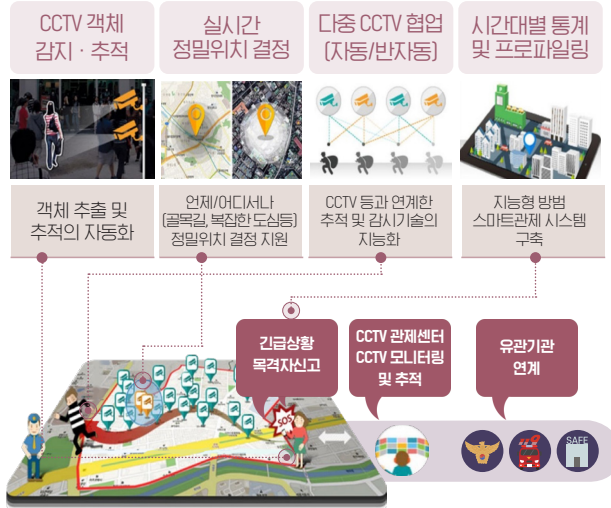 CCTV 객체
감지 · 추적
실시간
정밀위치 결정
다중 CCTV 협업
(자동/반자동)
시간대별 통계
및 프로파일링
객체 추출 및
추적의 자동화
언제/어디서나
(골목길, 복잡한 도심등)
정밀위치 결정 지원
CCTV 등과 연계한
추적 및 감시기술의
지능화
지능형 방범
스마트관제 시스템
구축
긴급상황
목격자신고
CCTV 관제센터
CCTV 모니터링
및 추적
유관기관
연계
SOS
SAFE